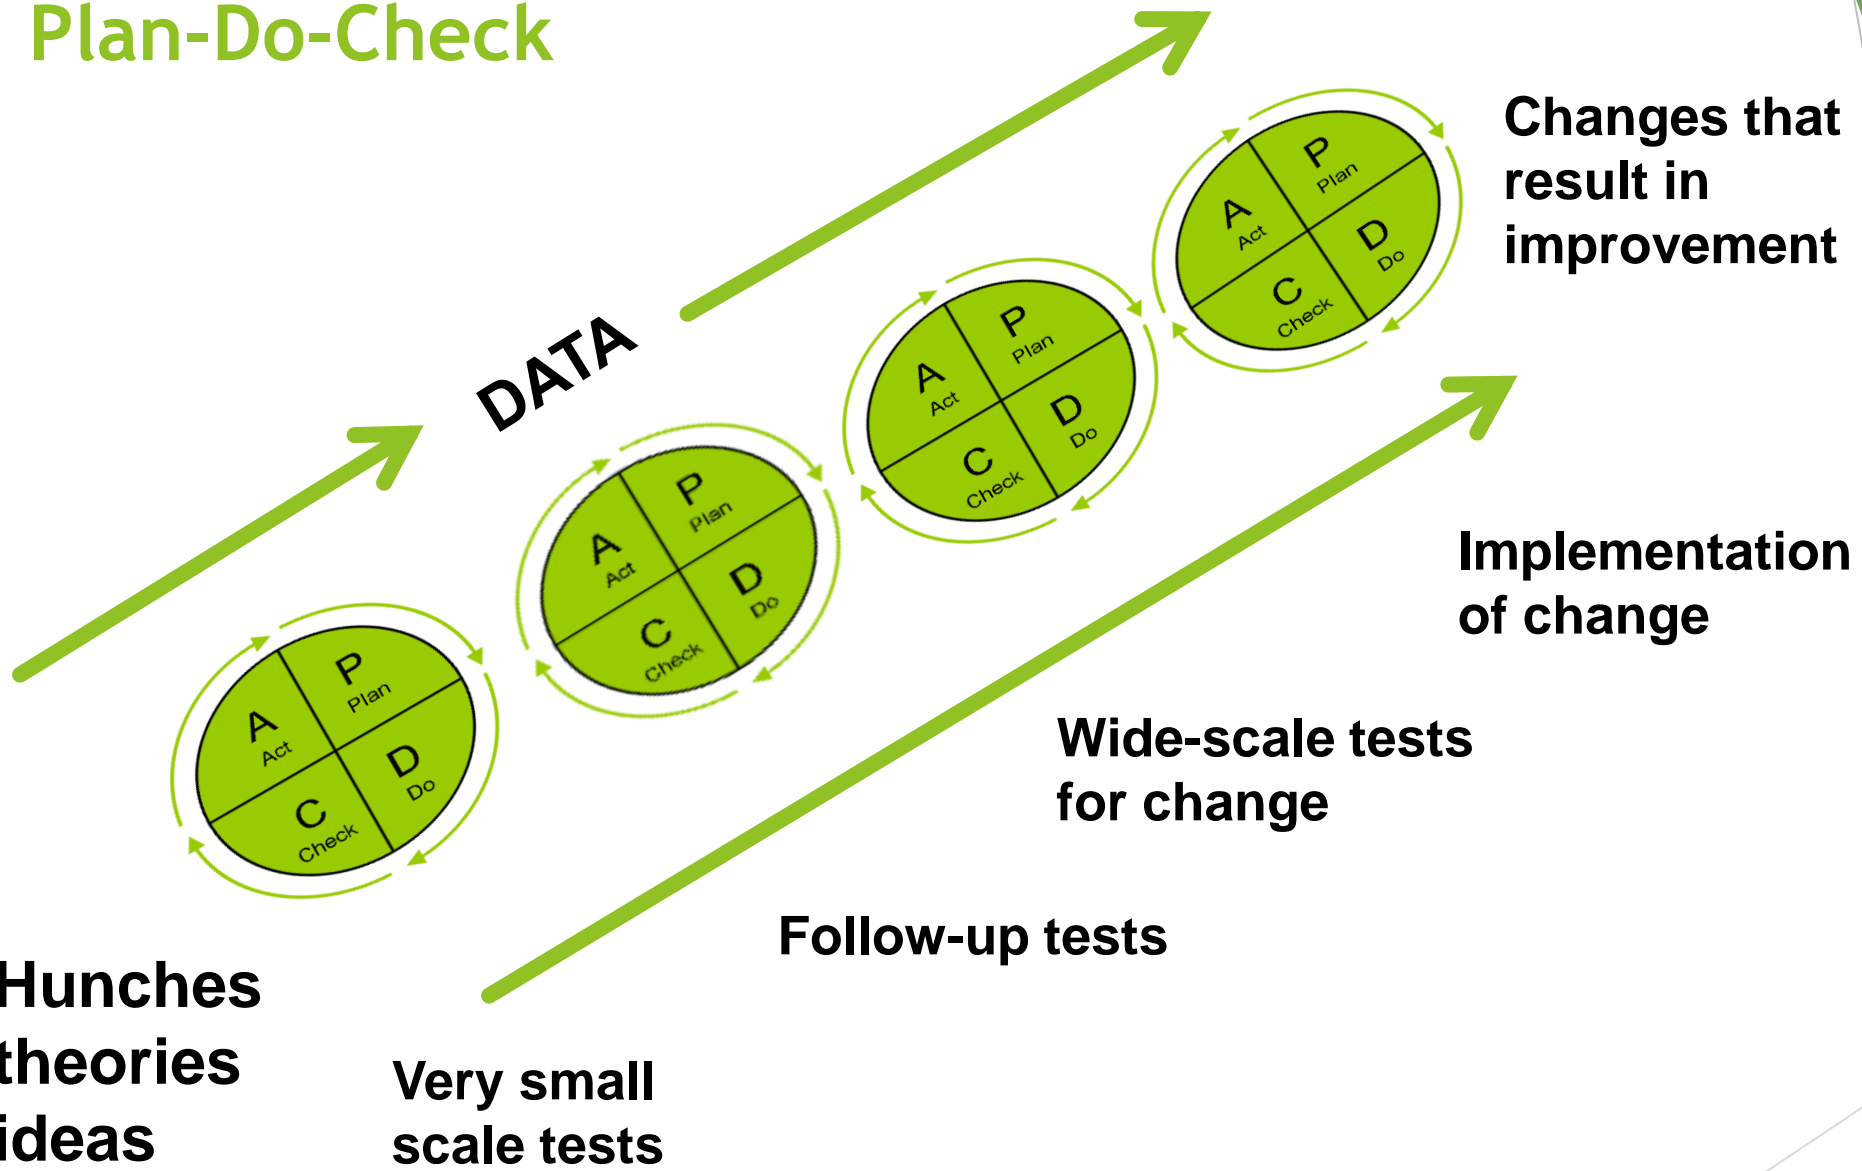 Plan-Do-Check
Changes that
result in
improvement
P
Plan
A
Act
D
Do
C
Check
DATA
P
Plan
A
Act
D
Do
C
Check
P
Plan
A
Act
D
Do
C
Check
Implementation
of change
P
Plan
A
Act
D
Do
C
Check
Wide-scale tests
for change
Follow-up tests
Hunches
theories
ideas
Very small
scale tests